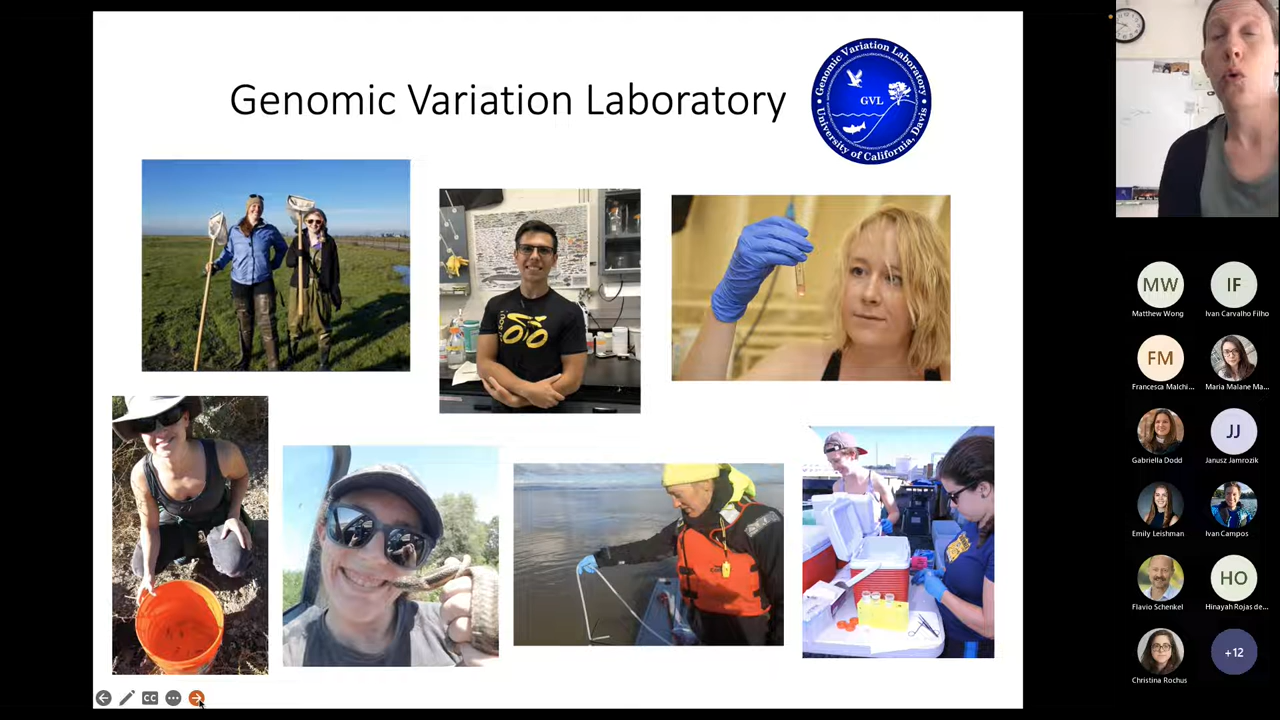 Genomic Variation Laboratory
Genomic Variation Laboratory
GVL
University of California, Davis
CC
MW
Matthew Wong
IF
Ivan Carvalho Filho
FM
Francesca Malchi...
Maria Malane Ma...
Gabriella Dodd
JJ
Janusz Jamrozik
Emily Leishman
Ivan Campos
Flavio Schenkel
HO
Hinayah Rojas de...
Christina Rochus
+12